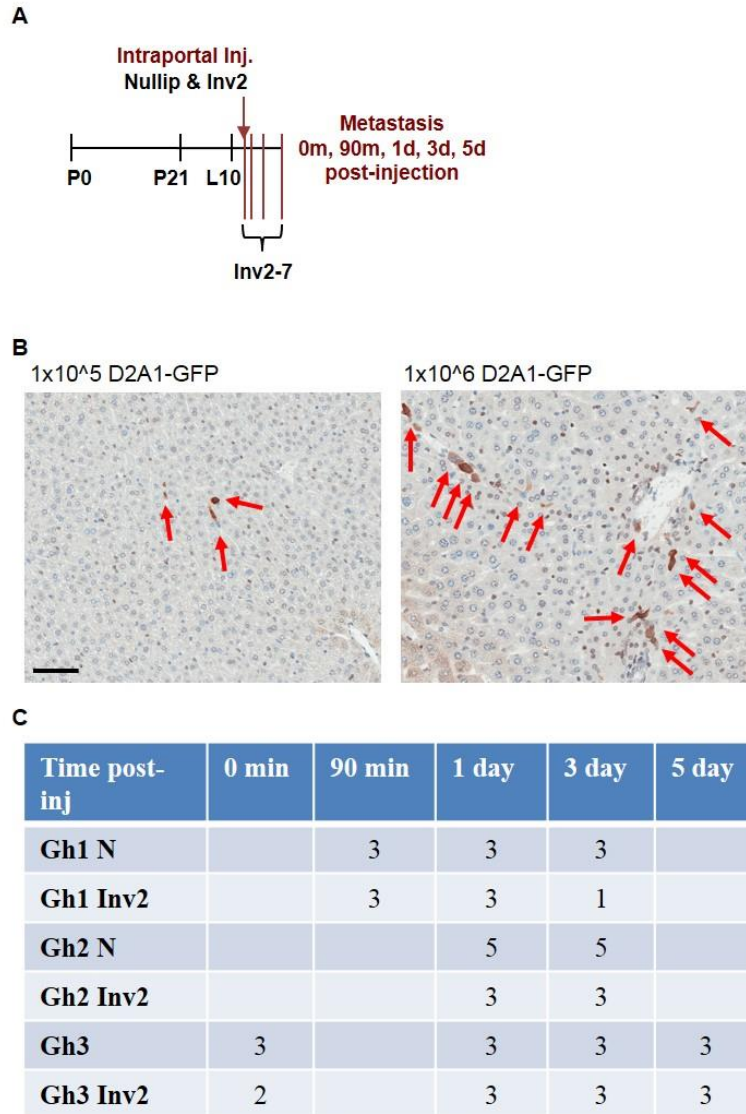 A
Intraportal Inj.
Nullip & Inv2
Metastasis
0m, 90m, 1d, 3d, 5d
post-injection
P0 P21 L10
Inv2-7
B
1x10^5 D2A1-GFP 1x10^6 D2A1-GFP
C
Time post-inj 0 min 90 min 1 day 3 day 5 day
Gh1 N 3 3 3
Gh1 Inv2 3 3 1
Gh2 N 5 5
Gh2 Inv2 3 3
Gh3 3 3 3 3
Gh3 Inv2 2 3 3 3